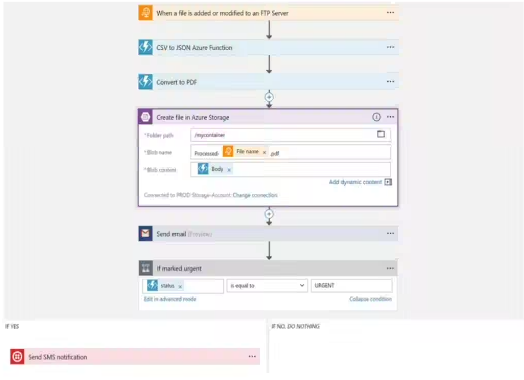 When a file is added or modified to an FTP Server
CSV to JSON Azure Function
Convert to PDF
Create file in Azure Storage
*Folder path /mycontainer
*Blob name Processed- File name x .pdf
*Blob content Body x
Add dynamic content
Connected to PROD-Storage-Account. Change connection.
Send email (Preview)
If marked urgent
status x is equal to URGENT
Edit in advanced mode Collapse condition
IF YES IF NO, DO NOTHING
Send SMS notification